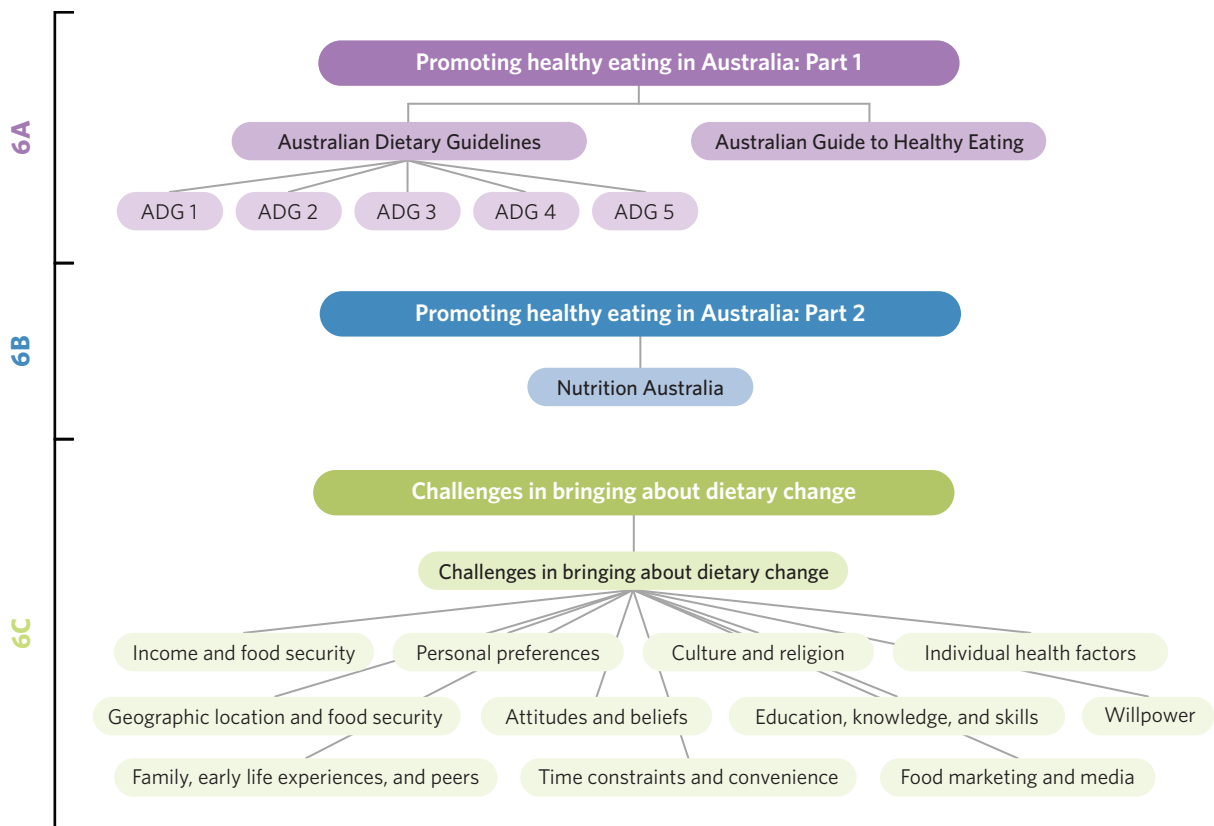 6A
Promoting healthy eating in Australia: Part 1
Australian Dietary Guidelines
Australian Guide to Healthy Eating
ADG 1
ADG 2
ADG 3
ADG 4
ADG 5
6B
Promoting healthy eating in Australia: Part 2
Nutrition Australia
6C
Challenges in bringing about dietary change
Challenges in bringing about dietary change
Income and food security
Personal preferences
Culture and religion
Individual health factors
Geographic location and food security
Attitudes and beliefs
Education, knowledge, and skills
Willpower
Family, early life experiences, and peers
Time constraints and convenience
Food marketing and media